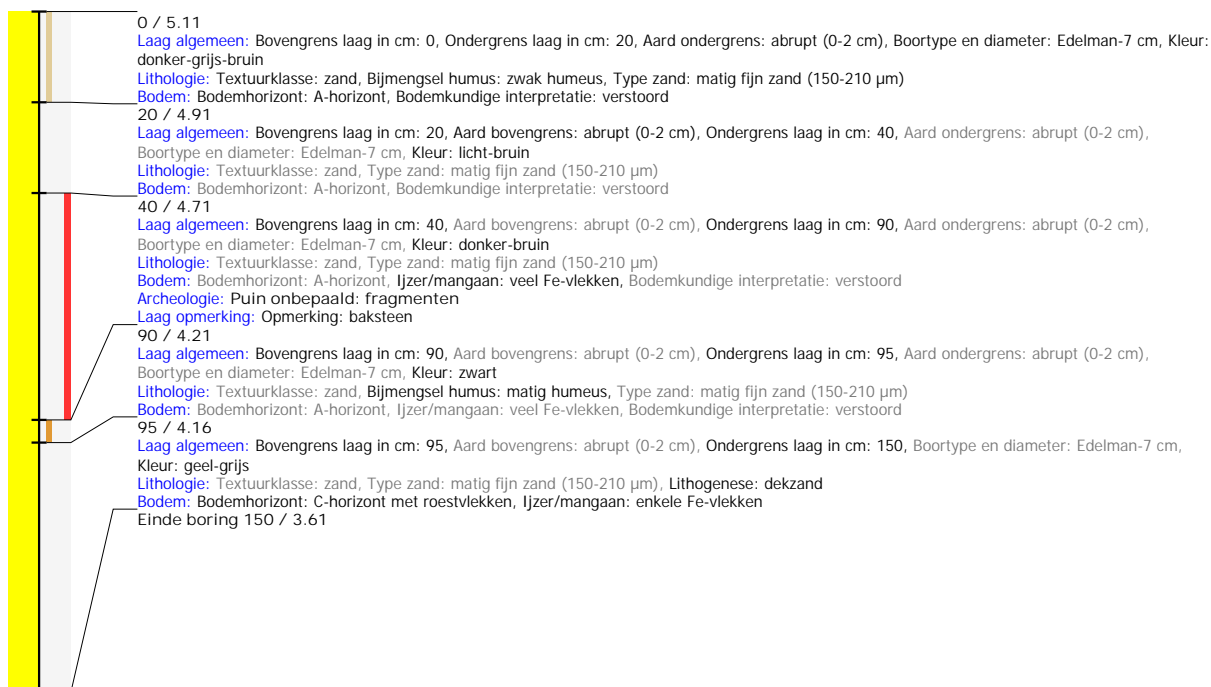 0 / 5.11
Laag algemeen: Bovengrens laag in cm: 0, Ondergrens laag in cm: 20, Aard ondergrens: abrupt (0-2 cm), Boortype en diameter: Edelman-7 cm, Kleur:
donker-grijs-bruin
Lithologie: Textuurklasse: zand, Bijmengsel humus: zwak humeus, Type zand: matig fijn zand (150-210 µm)
Bodem: Bodemhorizont: A-horizont, Bodemkundige interpretatie: verstoord
20 / 4.91
Laag algemeen: Bovengrens laag in cm: 20, Aard bovengrens: abrupt (0-2 cm), Ondergrens laag in cm: 40, Aard ondergrens: abrupt (0-2 cm),
Boortype en diameter: Edelman-7 cm, Kleur: licht-bruin
Lithologie: Textuurklasse: zand, Type zand: matig fijn zand (150-210 µm)
Bodem: Bodemhorizont: A-horizont, Bodemkundige interpretatie: verstoord
40 / 4.71
Laag algemeen: Bovengrens laag in cm: 40, Aard bovengrens: abrupt (0-2 cm), Ondergrens laag in cm: 90, Aard ondergrens: abrupt (0-2 cm),
Boortype en diameter: Edelman-7 cm, Kleur: donker-bruin
Lithologie: Textuurklasse: zand, Type zand: matig fijn zand (150-210 µm)
Bodem: Bodemhorizont: A-horizont, Ijzer/mangaan: veel Fe-vlekken, Bodemkundige interpretatie: verstoord
Archeologie: Puin onbepaald: fragmenten
Laag opmerking: Opmerking: baksteen
90 / 4.21
Laag algemeen: Bovengrens laag in cm: 90, Aard bovengrens: abrupt (0-2 cm), Ondergrens laag in cm: 95, Aard ondergrens: abrupt (0-2 cm),
Boortype en diameter: Edelman-7 cm, Kleur: zwart
Lithologie: Textuurklasse: zand, Bijmengsel humus: matig humeus, Type zand: matig fijn zand (150-210 µm)
Bodem: Bodemhorizont: A-horizont, Ijzer/mangaan: veel Fe-vlekken, Bodemkundige interpretatie: verstoord
95 / 4.16
Laag algemeen: Bovengrens laag in cm: 95, Aard bovengrens: abrupt (0-2 cm), Ondergrens laag in cm: 150, Boortype en diameter: Edelman-7 cm,
Kleur: geel-grijs
Lithologie: Textuurklasse: zand, Type zand: matig fijn zand (150-210 µm), Lithogenese: dekzand
Bodem: Bodemhorizont: C-horizont met roestvlekken, Ijzer/mangaan: enkele Fe-vlekken
Einde boring 150 / 3.61